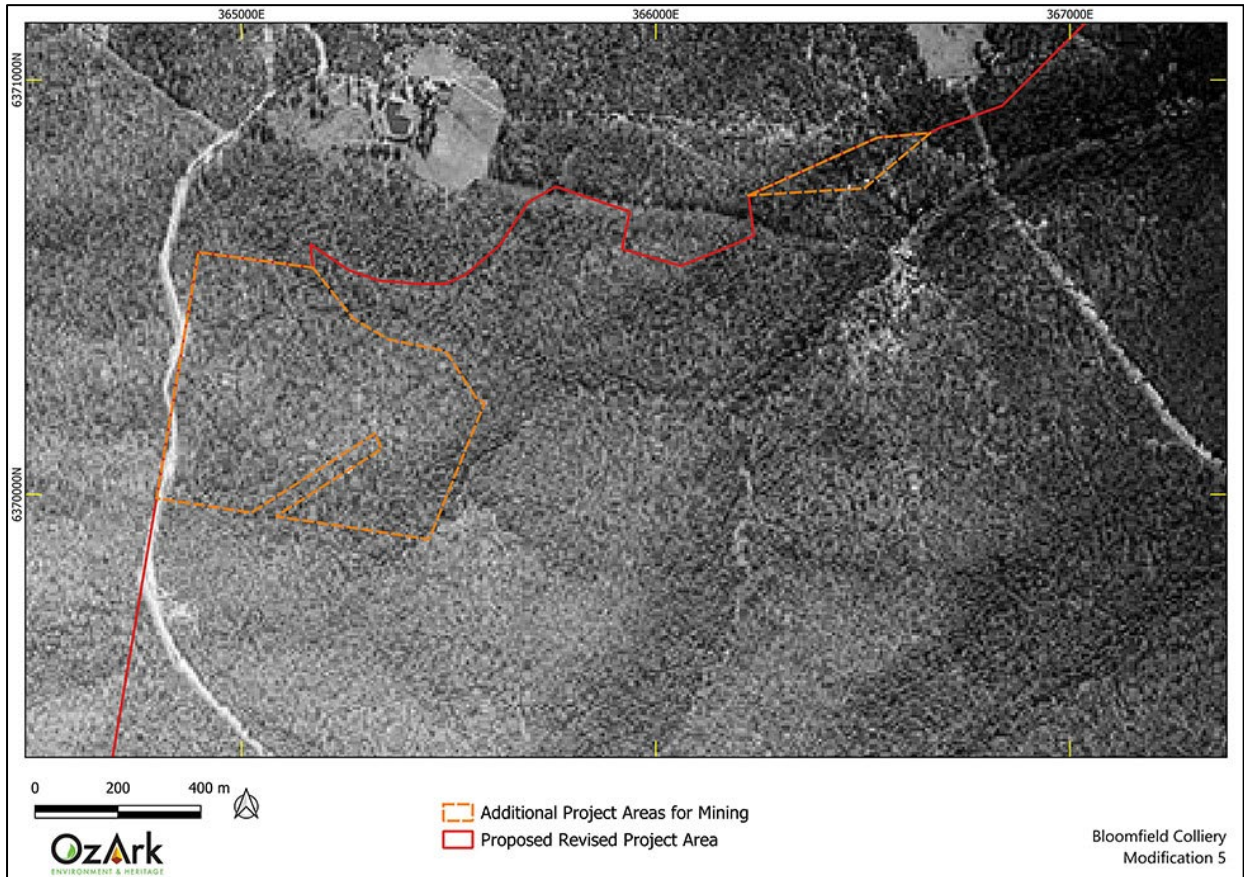 365000E 366000E 367000E
6371000N
6370000N
0 200 400 m
Additional Project Areas for Mining
Proposed Revised Project Area
OzArk
ENVIRONMENT & HERITAGE
Bloomfield Colliery
Modification 5